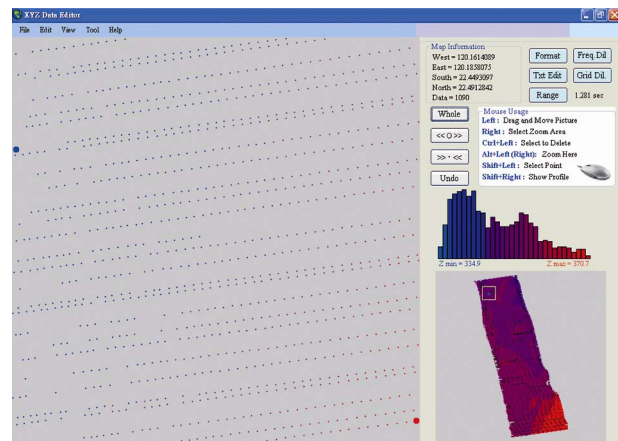 XYZ Data Editor
File Edit View Tool Help
Map Information
West = 120.1614089
East = 120.1858075
South = 22.4493097
North = 22.4912842
Data = 1090
Format Freq.Dil
Txt Edit Grid Dil.
Range 1.281 sec
Whole
<< O >>
>> · <<
Undo
Mouse Usage
Left : Drag and Move Picture
Right : Select Zoom Area
Ctrl+Left : Select to Delete
Alt+Left (Right): Zoom Here
Shift+Left : Select Point
Shift+Right : Show Profile
Z min = 334.9 Z max = 370.7